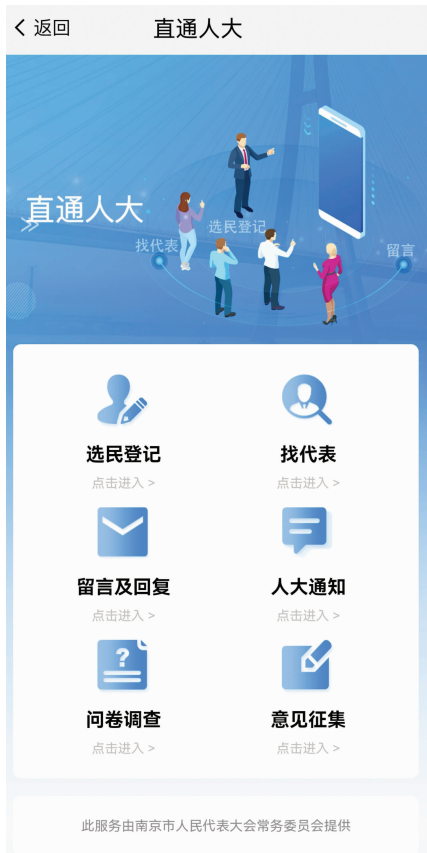 返回
直通人大
直通人大
选民登记
找代表
留言
选民登记
找代表
点击进入 >
点击进入 >
留言及回复
人大通知
点击进入 >
点击进入 >
?
问卷调查
意见征集
点击进入 >
点击进入 >
此服务由南京市人民代表大会常务委员会提供